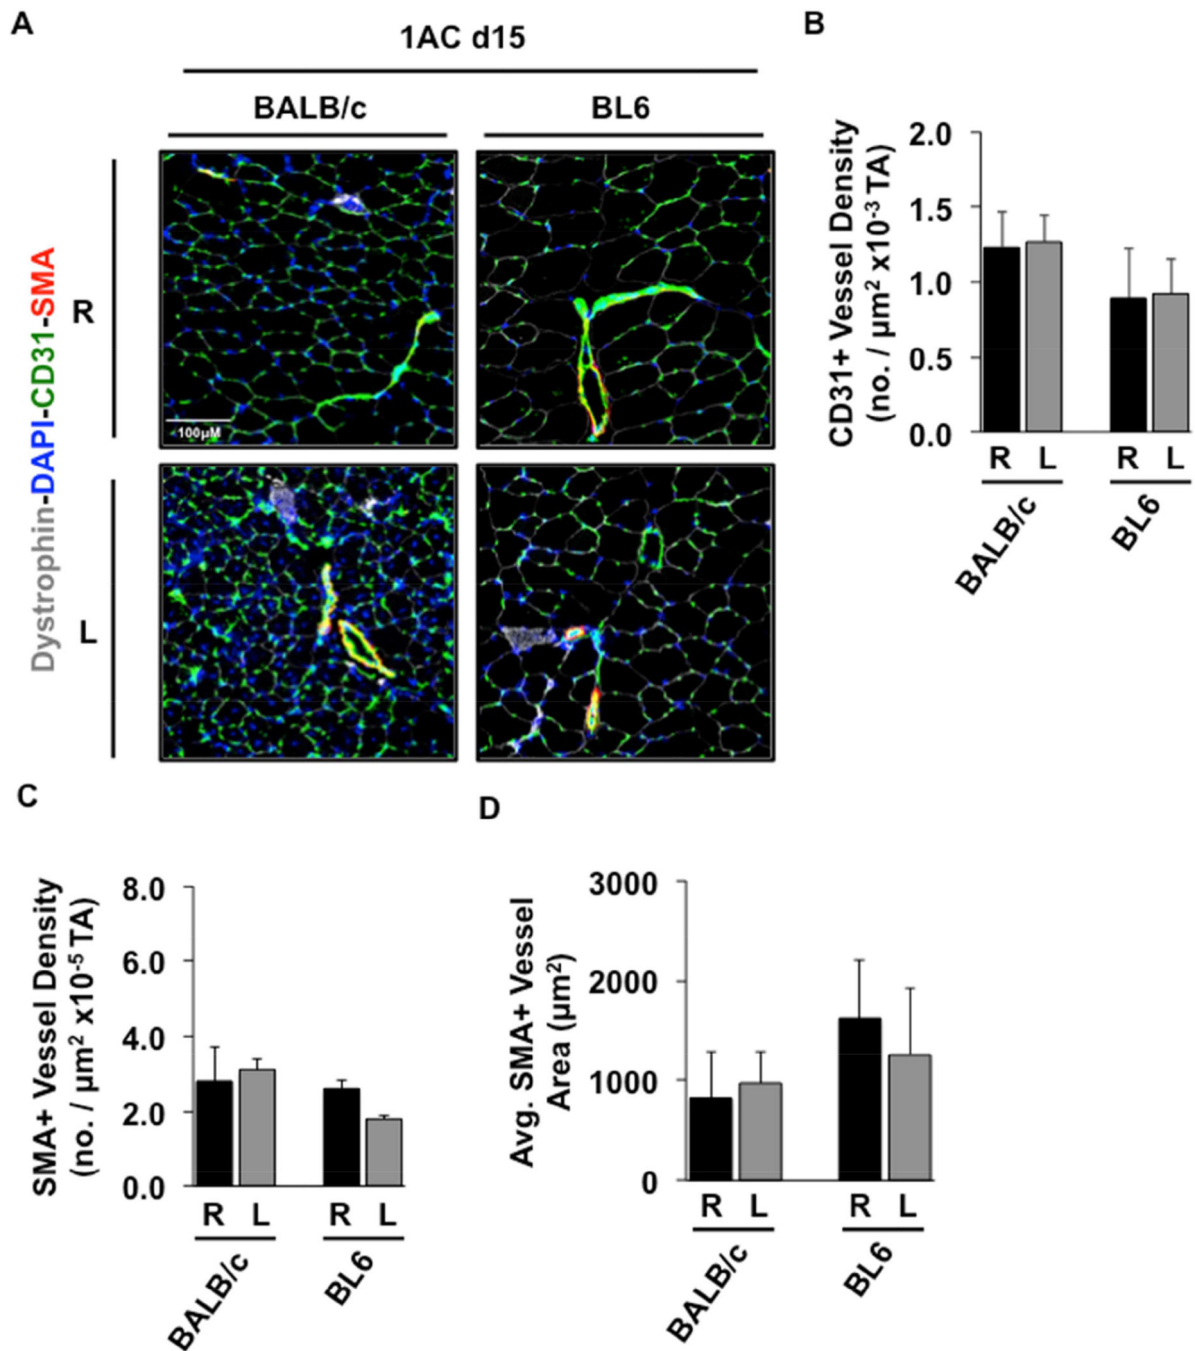 A
1AC d15
BALB/c
BL6
Dystrophin-DAPI-CD31-SMA
R
100µM
L
B
CD31+ Vessel Density
(no. / µm² x10⁻³ TA)
2.0
1.5
1.0
0.5
0.0
R
L
R
L
BALB/c
BL6
C
SMA+ Vessel Density
(no. / µm² x10⁻⁵ TA)
8.0
6.0
4.0
2.0
0.0
R
L
R
L
BALB/c
BL6
D
Avg. SMA+ Vessel
Area (µm²)
3000
2000
1000
0
R
L
R
L
BALB/c
BL6